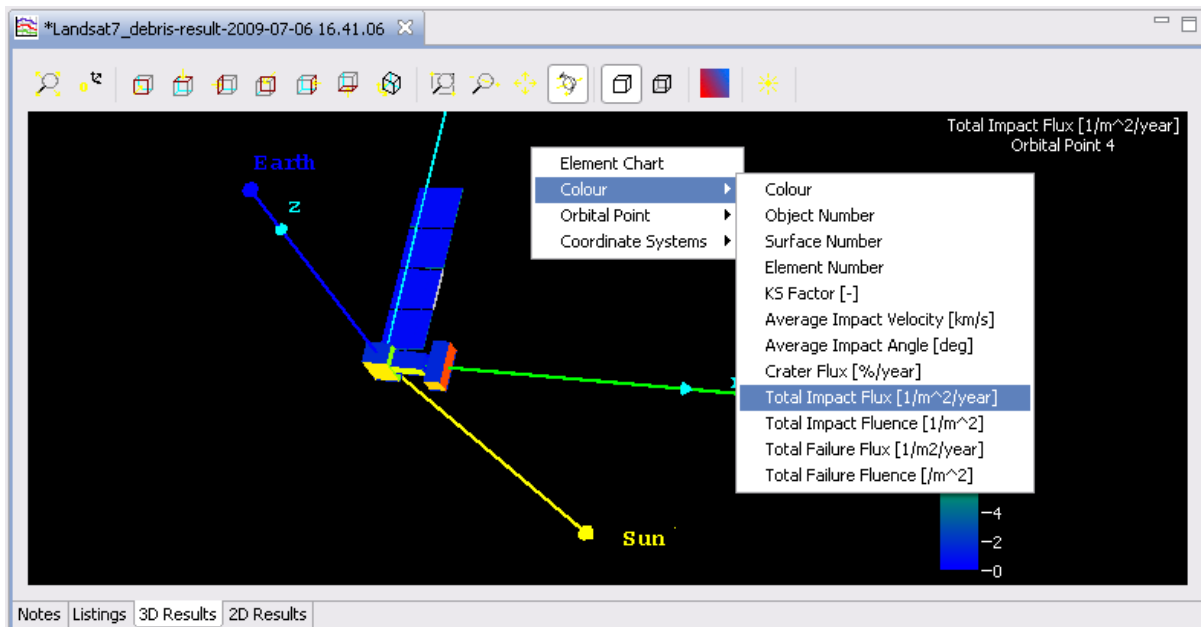 *Landsat7_debris-result-2009-07-06 16.41.06
Total Impact Flux [1/m^2/year]
Orbital Point 4
Earth
z
Sun
Element Chart
Colour
Orbital Point
Coordinate Systems
Colour
Object Number
Surface Number
Element Number
KS Factor [-]
Average Impact Velocity [km/s]
Average Impact Angle [deg]
Crater Flux [%/year]
Total Impact Flux [1/m^2/year]
Total Impact Fluence [1/m^2]
Total Failure Flux [1/m2/year]
Total Failure Fluence [/m^2]
4
2
0
Notes Listings 3D Results 2D Results